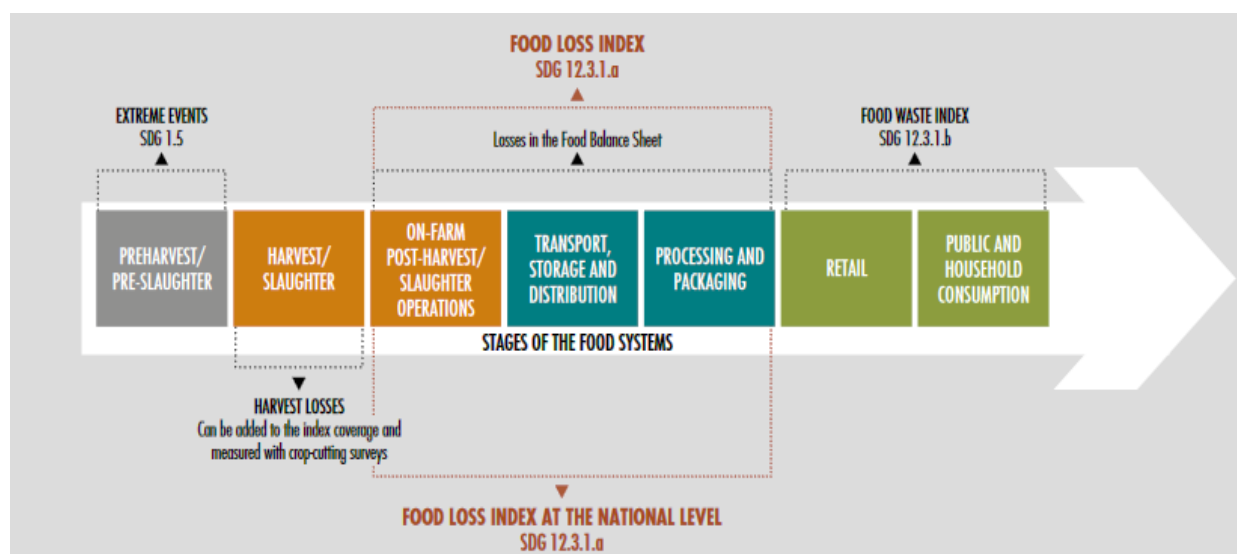 FOOD LOSS INDEX
SDG 12.3.1.a
EXTREME EVENTS
SDG 1.5
Losses in the Food Balance Sheet
FOOD WASTE INDEX
SDG 12.3.1.b
PREHARVEST/
PRE-SLAUGHTER
HARVEST/
SLAUGHTER
ON-FARM
POST-HARVEST/
SLAUGHTER
OPERATIONS
TRANSPORT,
STORAGE AND
DISTRIBUTION
PROCESSING AND
PACKAGING
RETAIL
PUBLIC AND
HOUSEHOLD
CONSUMPTION
STAGES OF THE FOOD SYSTEMS
HARVEST LOSSES
Can be added to the index coverage and
measured with crop-cutting surveys
FOOD LOSS INDEX AT THE NATIONAL LEVEL
SDG 12.3.1.a